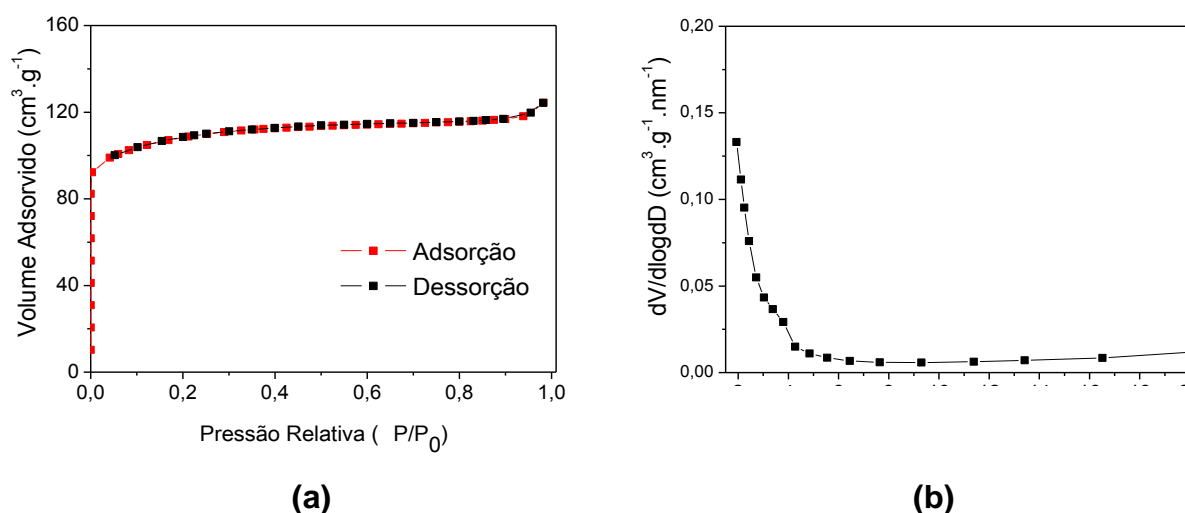 160
120
80
40
0
Volume Adsorvido (cm³.g⁻¹)
Adsorção
Dessorção
0,0 0,2 0,4 0,6 0,8 1,0
Pressão Relativa ( P/P₀)
(a)
0,20
0,15
0,10
0,05
0,00
dV/dlogdD (cm³.g⁻¹.nm⁻¹)
(b)